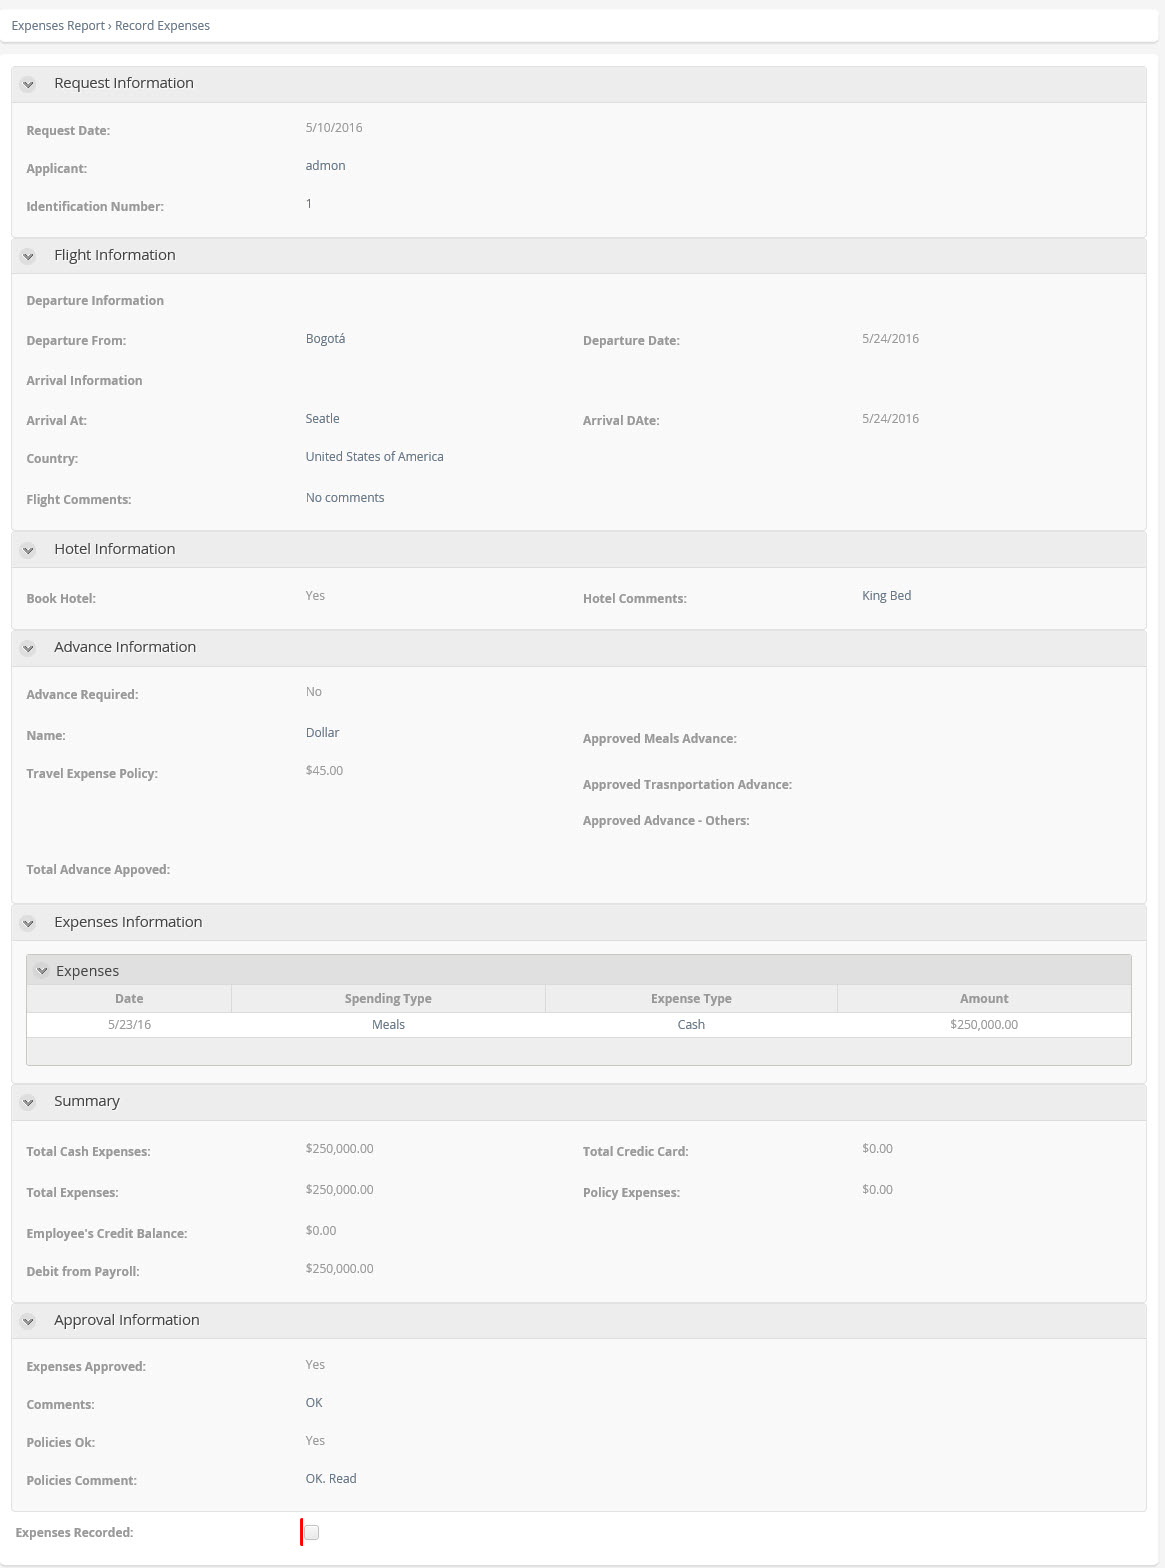 Expenses Report › Record Expenses
Request Information
Request Date: 5/10/2016
Applicant: admon
Identification Number: 1
Flight Information
Departure Information
Departure From: Bogotá Departure Date: 5/24/2016
Arrival Information
Arrival At: Seatle Arrival DAte: 5/24/2016
Country: United States of America
Flight Comments: No comments
Hotel Information
Book Hotel: Yes Hotel Comments: King Bed
Advance Information
Advance Required: No
Name: Dollar Approved Meals Advance:
Travel Expense Policy: $45.00
Approved Trasnportation Advance:
Approved Advance - Others:
Total Advance Appoved:
Expenses Information
Expenses
Date Spending Type Expense Type Amount
5/23/16 Meals Cash $250,000.00
Summary
Total Cash Expenses: $250,000.00 Total Credic Card: $0.00
Total Expenses: $250,000.00 Policy Expenses: $0.00
Employee's Credit Balance: $0.00
Debit from Payroll: $250,000.00
Approval Information
Expenses Approved: Yes
Comments: OK
Policies Ok: Yes
Policies Comment: OK. Read
Expenses Recorded: